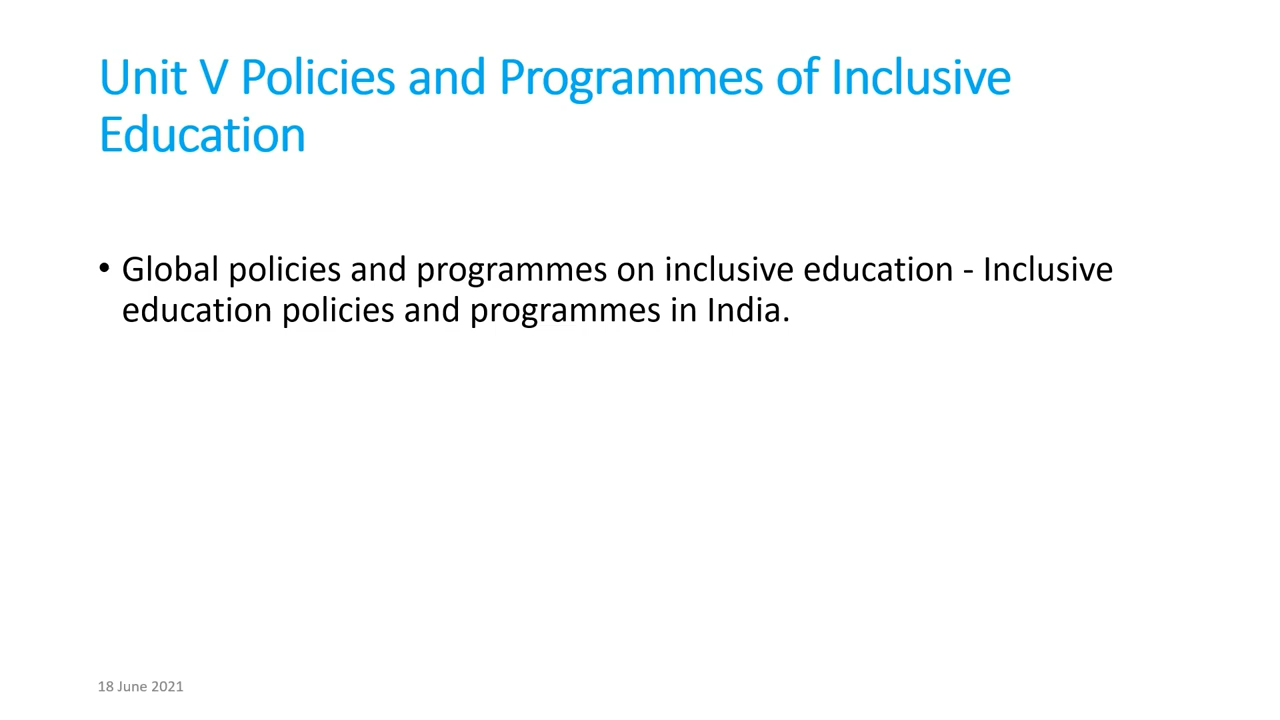 Unit V Policies and Programmes of Inclusive
Education
• Global policies and programmes on inclusive education - Inclusive
education policies and programmes in India.
18 June 2021